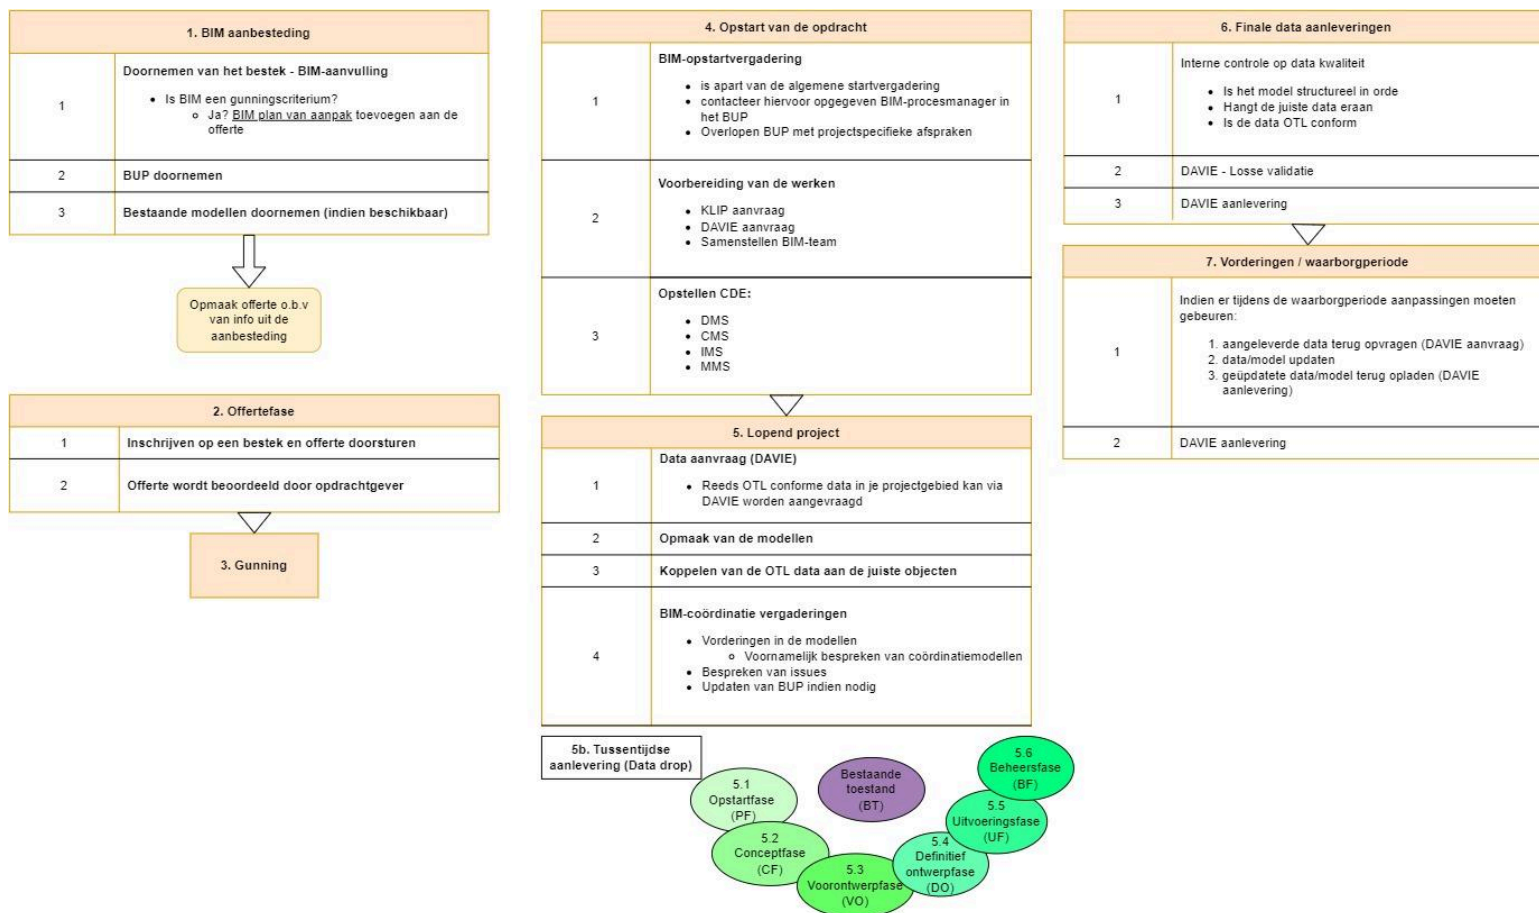 1. BIM aanbesteding
1
Doornemen van het bestek - BIM-aanvulling
• Is BIM een gunningscriterium?
o Ja? BIM plan van aanpak toevoegen aan de
offerte
2
BUP doornemen
3
Bestaande modellen doornemen (indien beschikbaar)
Opmaak offerte o.b.v
van info uit de
aanbesteding
2. Offertefase
1
Inschrijven op een bestek en offerte doorsturen
2
Offerte wordt beoordeeld door opdrachtgever
3. Gunning
4. Opstart van de opdracht
1
BIM-opstartvergadering
• is apart van de algemene startvergadering
• contacteer hiervoor opgegeven BIM-procesmanager in
het BUP
• Overlopen BUP met projectspecifieke afspraken
2
Voorbereiding van de werken
• KLIP aanvraag
• DAVIE aanvraag
• Samenstellen BIM-team
3
Opstellen CDE:
• DMS
• CMS
• IMS
• MMS
5. Lopend project
1
Data aanvraag (DAVIE)
• Reeds OTL conforme data in je projectgebied kan via
DAVIE worden aangevraagd
2
Opmaak van de modellen
3
Koppelen van de OTL data aan de juiste objecten
4
BIM-coördinatie vergaderingen
• Vorderingen in de modellen
o Voornamelijk bespreken van coördinatiemodellen
• Bespreken van issues
• Updaten van BUP indien nodig
5b. Tussentijdse
aanlevering (Data drop)
5.1
Opstartfase
(PF)
5.2
Conceptfase
(CF)
5.3
Voorontwerpfase
(VO)
5.4
Definitief
ontwerpfase
(DO)
5.5
Uitvoeringsfase
(UF)
5.6
Beheersfase
(BF)
Bestaande
toestand
(BT)
6. Finale data aanleveringen
1
Interne controle op data kwaliteit
• Is het model structureel in orde
• Hangt de juiste data eraan
• Is de data OTL conform
2
DAVIE - Losse validatie
3
DAVIE aanlevering
7. Vorderingen / waarborgperiode
1
Indien er tijdens de waarborgperiode aanpassingen moeten
gebeuren:
1. aangeleverde data terug opvragen (DAVIE aanvraag)
2. data/model updaten
3. geüpdatete data/model terug opladen (DAVIE
aanlevering)
2
DAVIE aanlevering